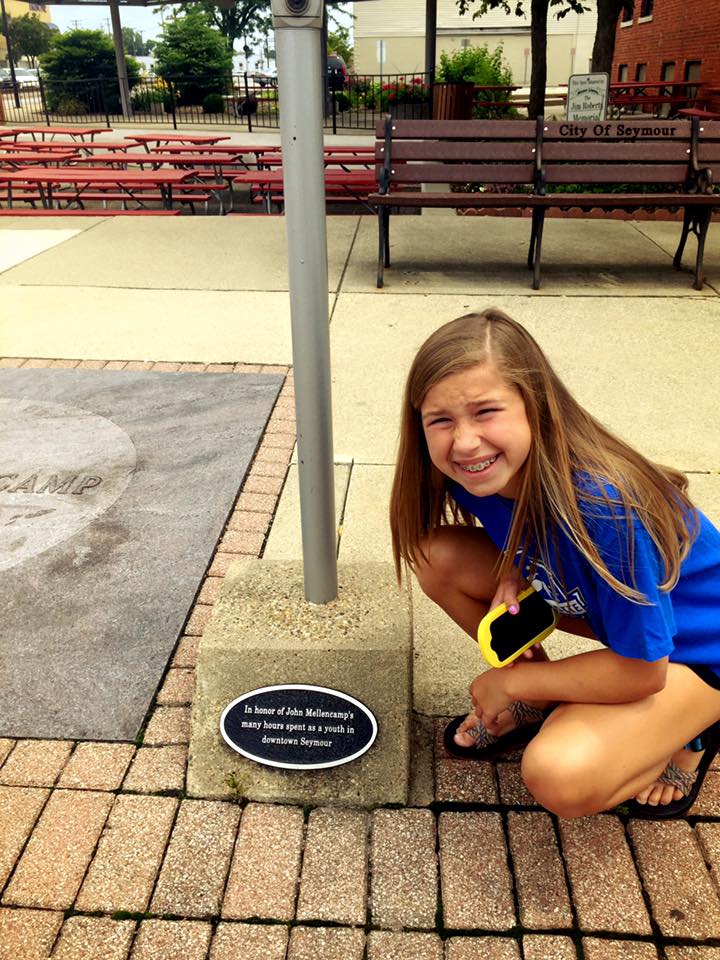 City Of Seymour
Jim Roberts
Memorial
CAMP
In honor of John Mellencamp's
many hours spent as a youth in
downtown Seymour